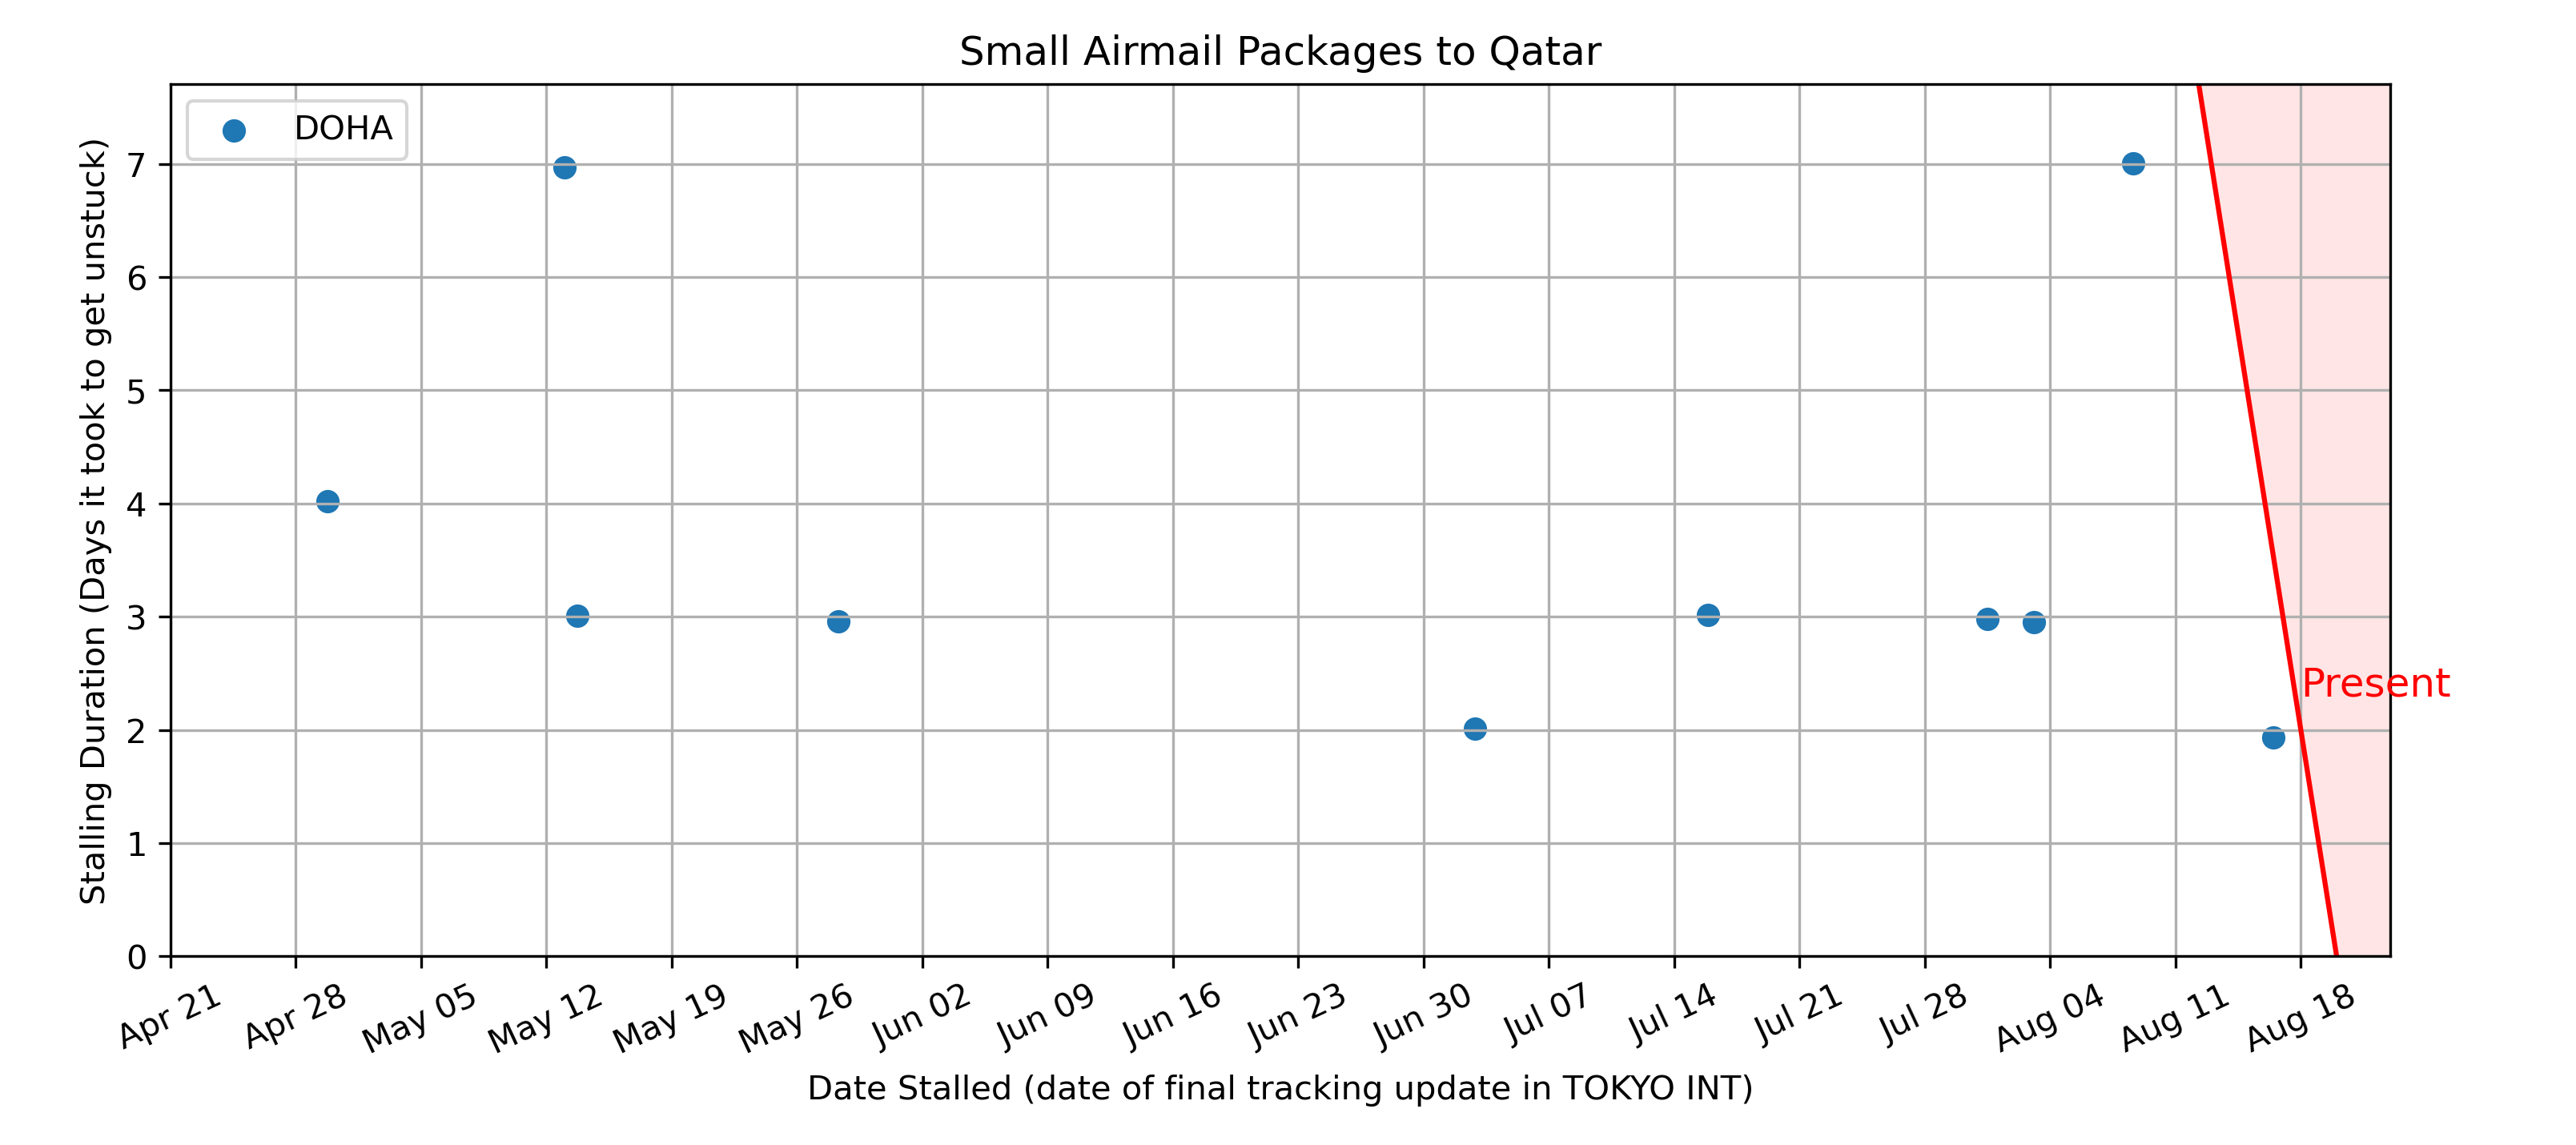 Small Airmail Packages to Qatar
DOHA
Stalling Duration (Days it took to get unstuck)
7
6
5
4
3
2
1
0
Present
Apr 21
Apr 28
May 05
May 12
May 19
May 26
Jun 02
Jun 09
Jun 16
Jun 23
Jun 30
Jul 07
Jul 14
Jul 21
Jul 28
Aug 04
Aug 11
Aug 18
Date Stalled (date of final tracking update in TOKYO INT)